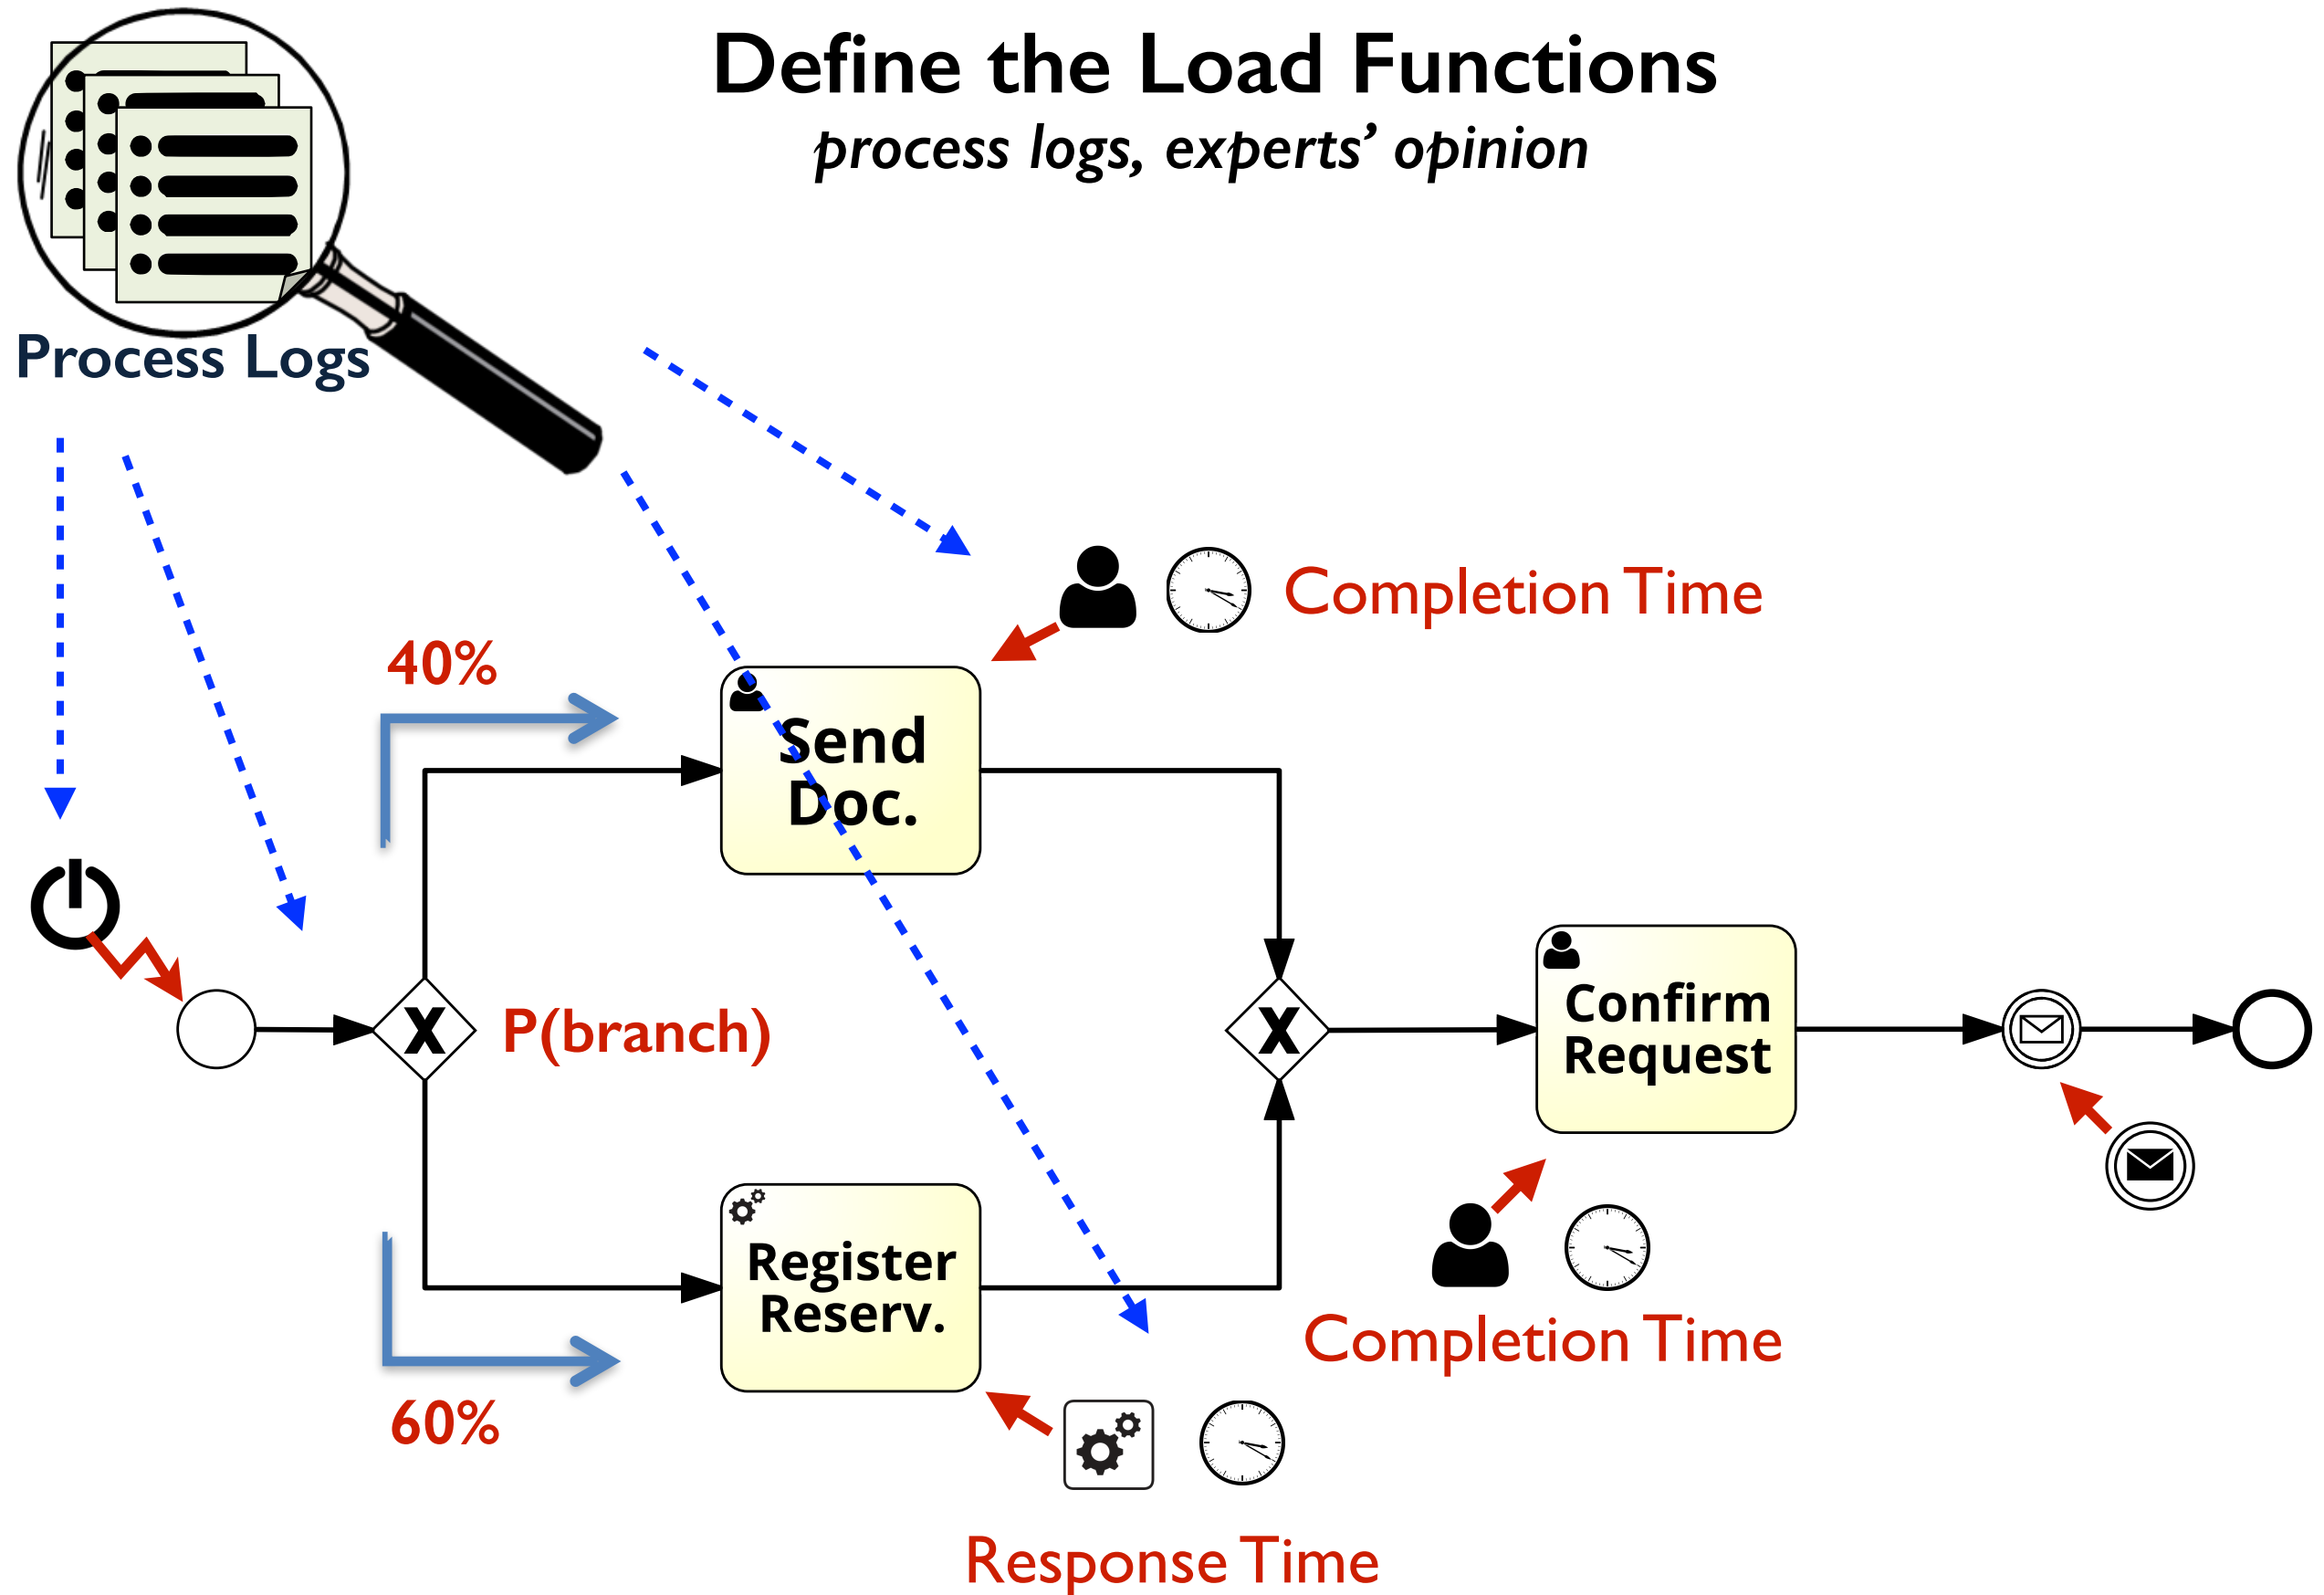 Define the Load Functions
process logs, experts’ opinion
Process Logs
Completion Time
40%
Send
Doc.
X
P(branch)
X
Confirm
Request
Register
Reserv.
Completion Time
60%
Response Time